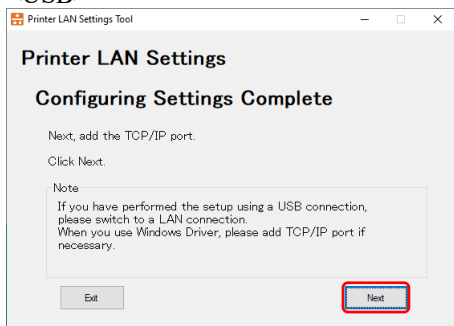 USB
Printer LAN Settings Tool
Printer LAN Settings
Configuring Settings Complete
Next, add the TCP/IP port.
Click Next.
Note
If you have performed the setup using a USB connection,
please switch to a LAN connection.
When you use Windows Driver, please add TCP/IP port if
necessary.
Exit
Next